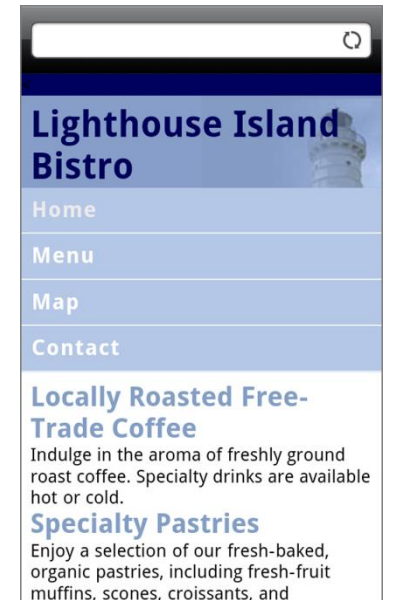 Lighthouse Island
Bistro
Home
Menu
Map
Contact
Locally Roasted Free-
Trade Coffee
Indulge in the aroma of freshly ground
roast coffee. Specialty drinks are available
hot or cold.
Specialty Pastries
Enjoy a selection of our fresh-baked,
organic pastries, including fresh-fruit
muffins, scones, croissants, and